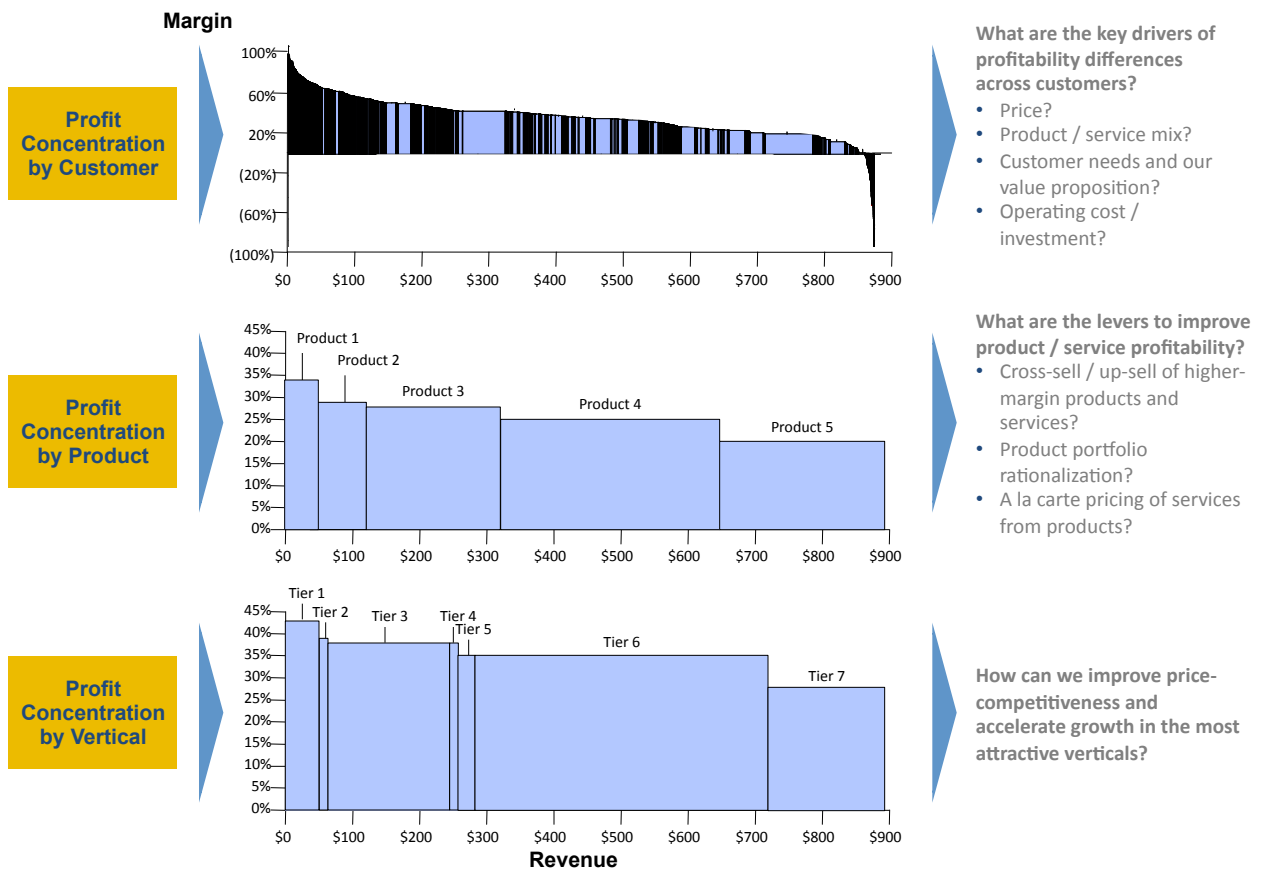 Margin
Profit
Concentration
by Customer
100%
60%
20%
(20%)
(60%)
(100%)
$0 $100 $200 $300 $400 $500 $600 $700 $800 $900
What are the key drivers of
profitability differences
across customers?
• Price?
• Product / service mix?
• Customer needs and our
value proposition?
• Operating cost /
investment?
Profit
Concentration
by Product
45%
40%
35%
30%
25%
20%
15%
10%
5%
0%
Product 1
Product 2
Product 3
Product 4
Product 5
$0 $100 $200 $300 $400 $500 $600 $700 $800 $900
What are the levers to improve
product / service profitability?
• Cross-sell / up-sell of higher-
margin products and
services?
• Product portfolio
rationalization?
• A la carte pricing of services
from products?
Profit
Concentration
by Vertical
45%
40%
35%
30%
25%
20%
15%
10%
5%
0%
Tier 1
Tier 2
Tier 3
Tier 4
Tier 5
Tier 6
Tier 7
$0 $100 $200 $300 $400 $500 $600 $700 $800 $900
Revenue
How can we improve price-
competitiveness and
accelerate growth in the most
attractive verticals?